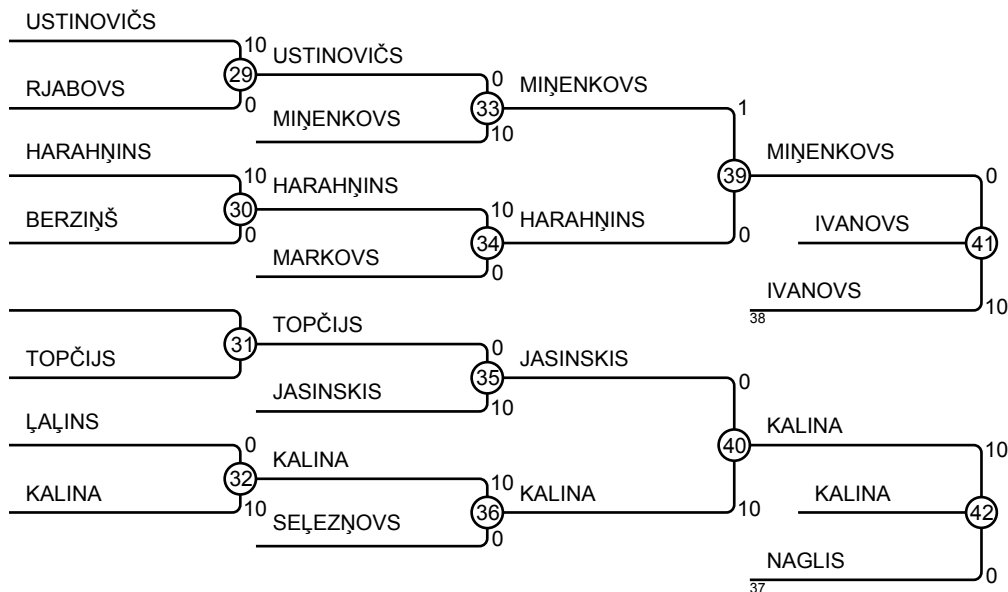 USTINOVIČS
10
29
USTINOVIČS
RJABOVS
0
0
33
MIŅENKOVS
MIŅENKOVS
10
1
HARAHŅINS
10
30
HARAHŅINS
BERZIŅŠ
0
10
34
HARAHŅINS
MARKOVS
0
39
0
MIŅENKOVS
0
IVANOVS
41
IVANOVS
38
10
31
TOPČIJS
TOPČIJS
0
35
JASINSKIS
JASINSKIS
10
0
ĻAĻINS
0
32
KALINA
KALINA
10
10
36
KALINA
SEĻEZŅOVS
0
40
10
KALINA
10
KALINA
42
NAGLIS
37
0